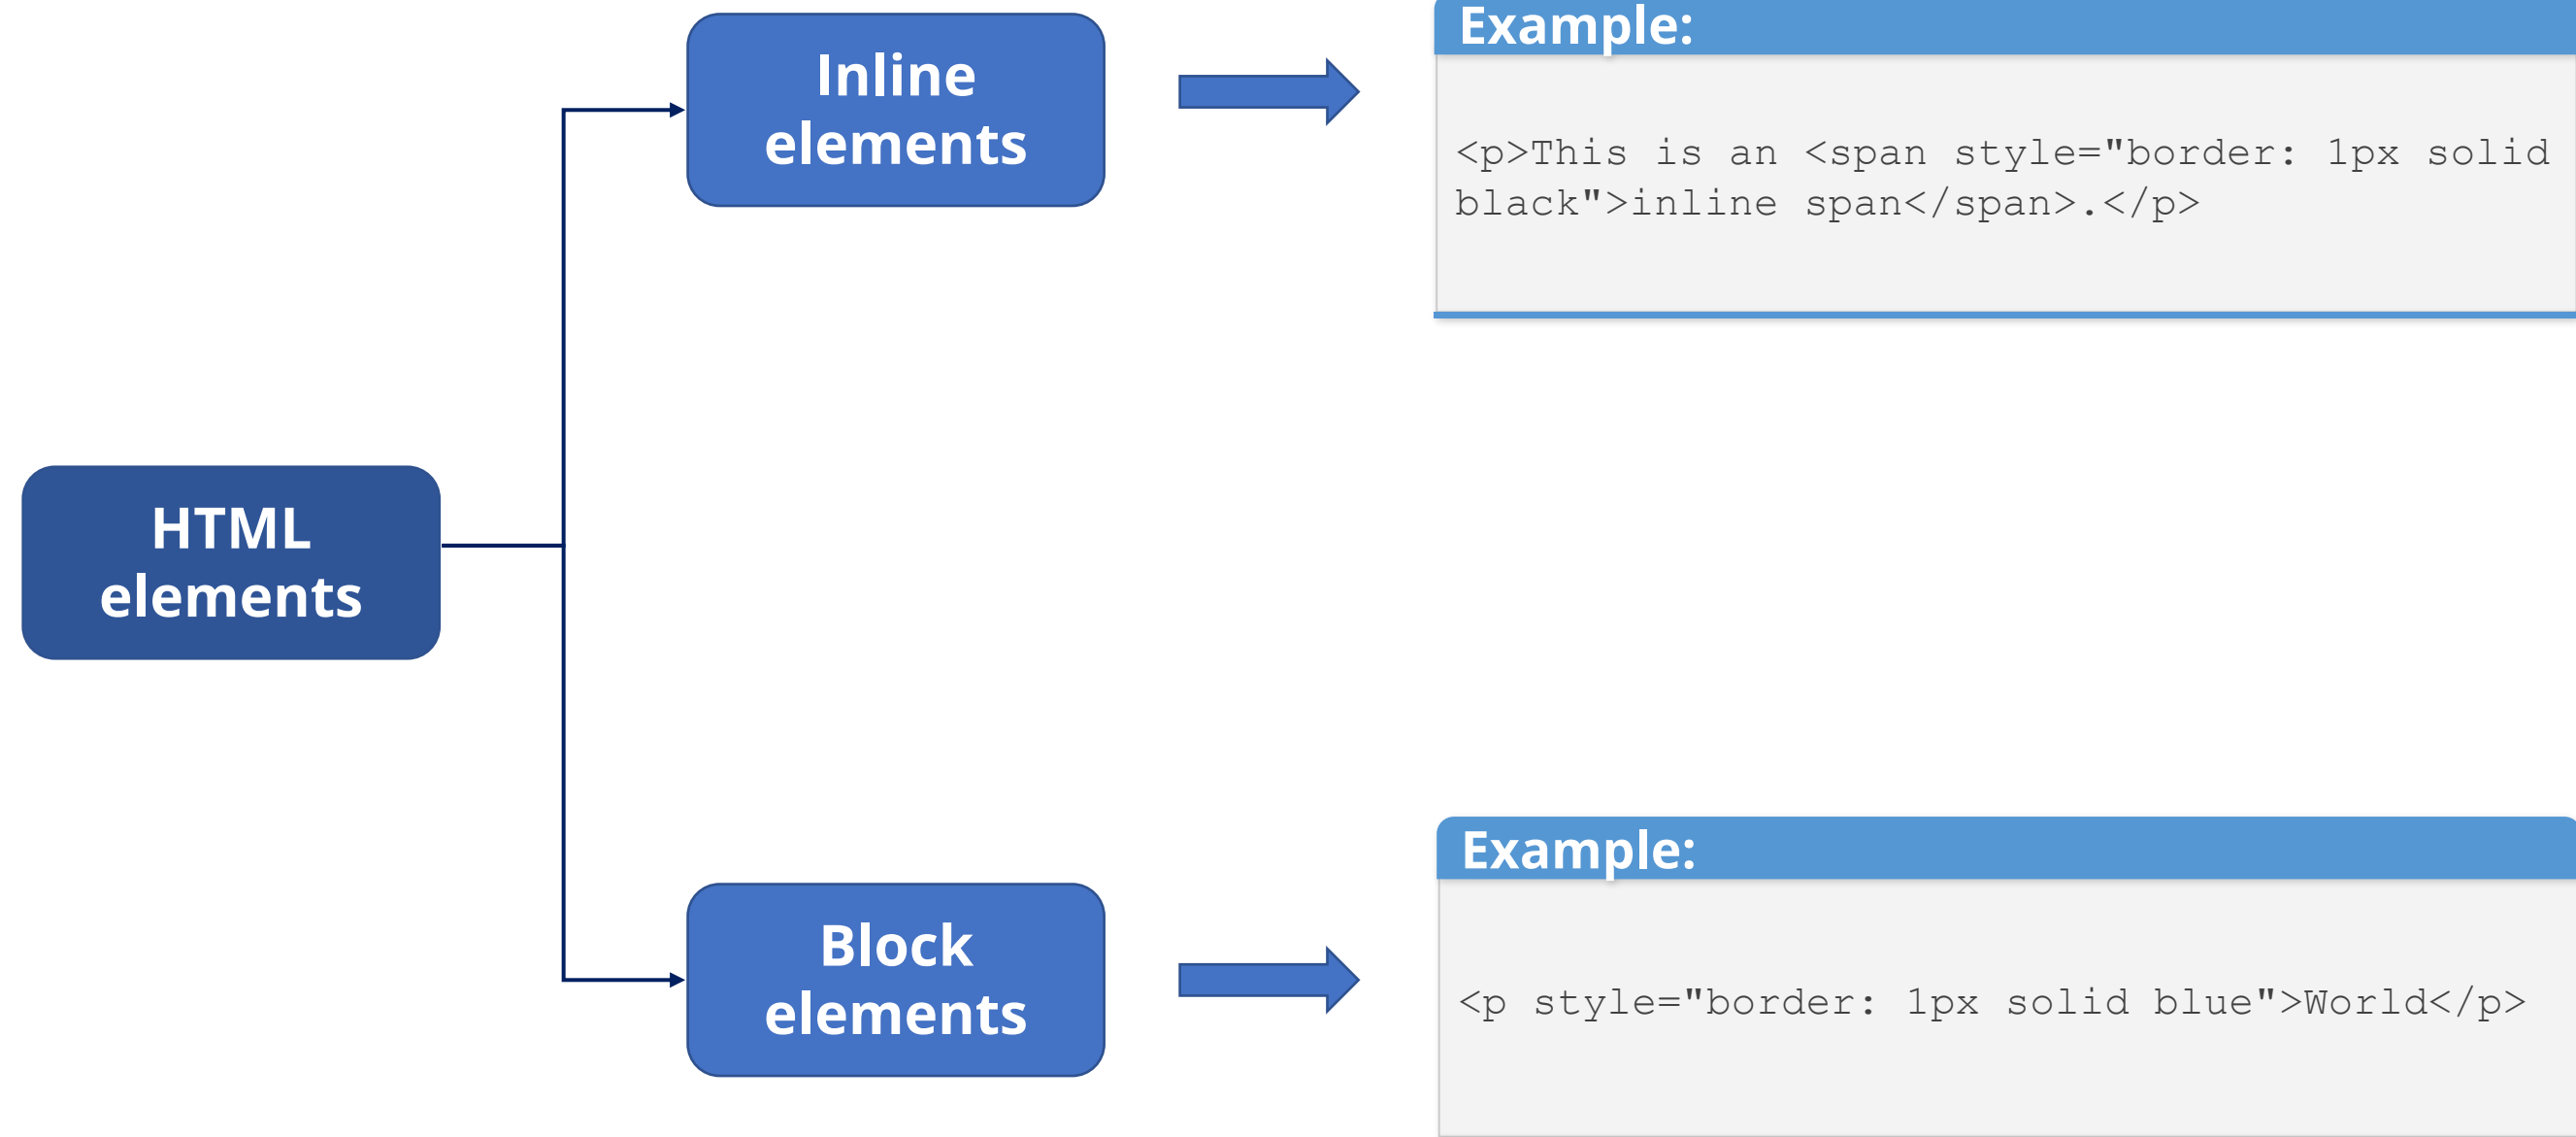 HTML
elements
Inline
elements
Example:
<p>This is an <span style="border: 1px solid
black">inline span</span>.</p>
Block
elements
Example:
<p style="border: 1px solid blue">World</p>